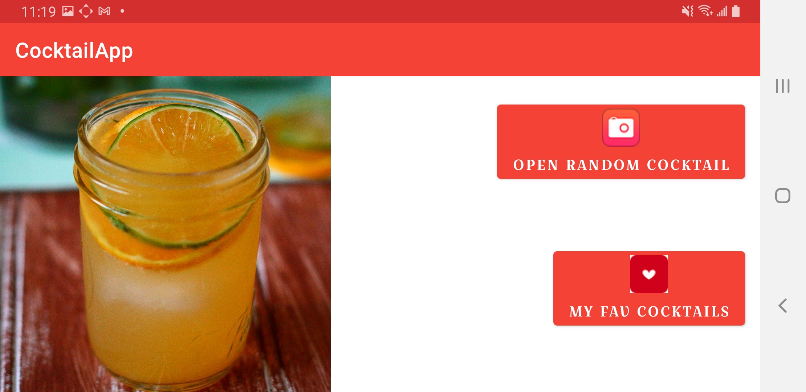 11:19
CocktailApp
OPEN RANDOM COCKTAIL
MY FAV COCKTAILS